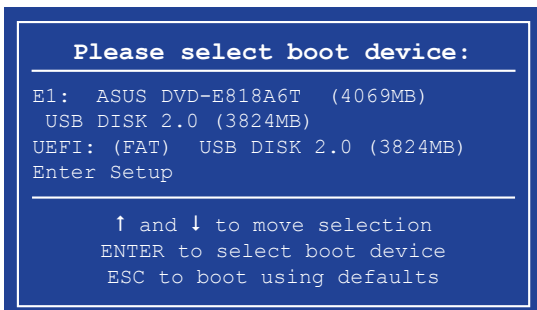 Please select boot device:
E1: ASUS DVD-E818A6T (4069MB)
USB DISK 2.0 (3824MB)
UEFI: (FAT) USB DISK 2.0 (3824MB)
Enter Setup
↑ and ↓ to move selection
ENTER to select boot device
ESC to boot using defaults